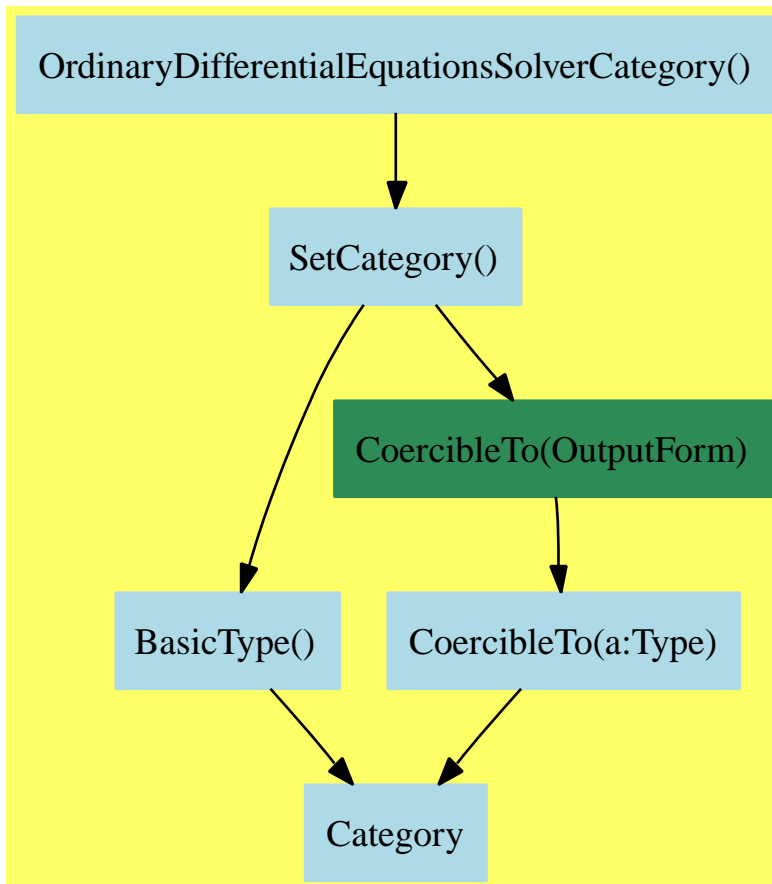 OrdinaryDifferentialEquationsSolverCategory()
SetCategory()
CoercibleTo(OutputForm)
BasicType()
CoercibleTo(a:Type)
Category